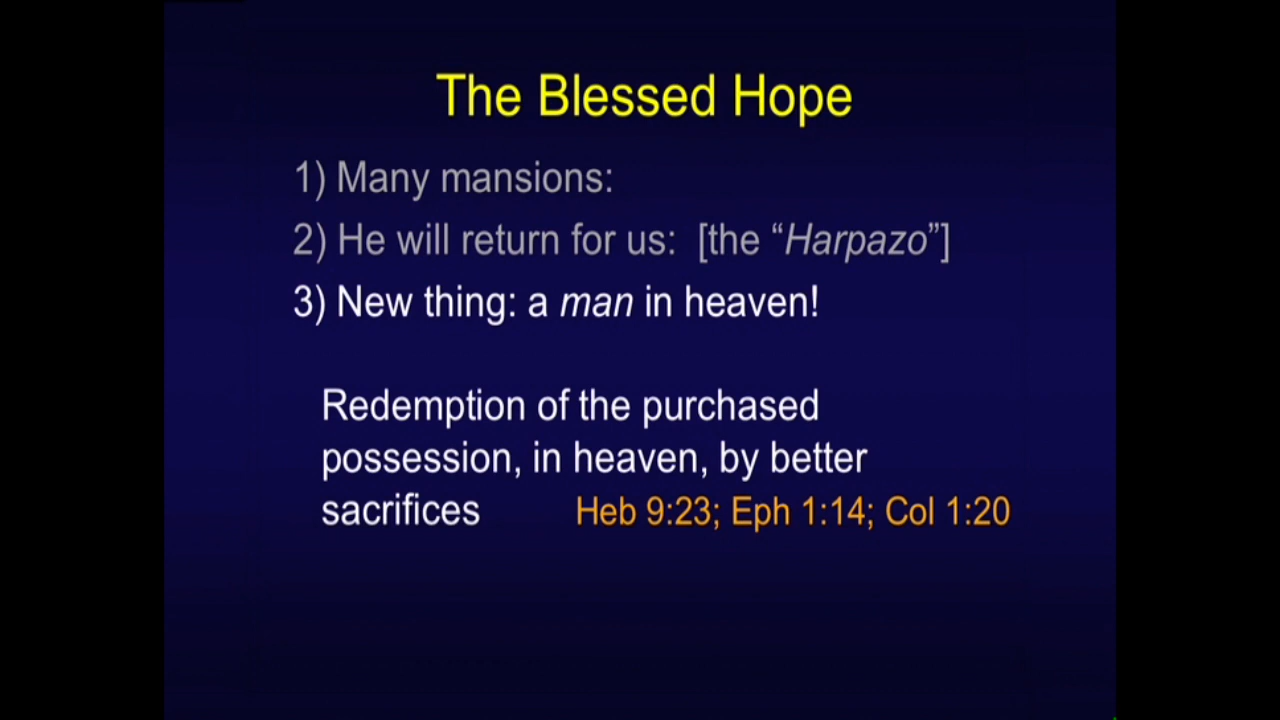 The Blessed Hope
1) Many mansions:
2) He will return for us: [the “Harpazo”]
3) New thing: a man in heaven!
Redemption of the purchased
possession, in heaven, by better
sacrifices Heb 9:23; Eph 1:14; Col 1:20